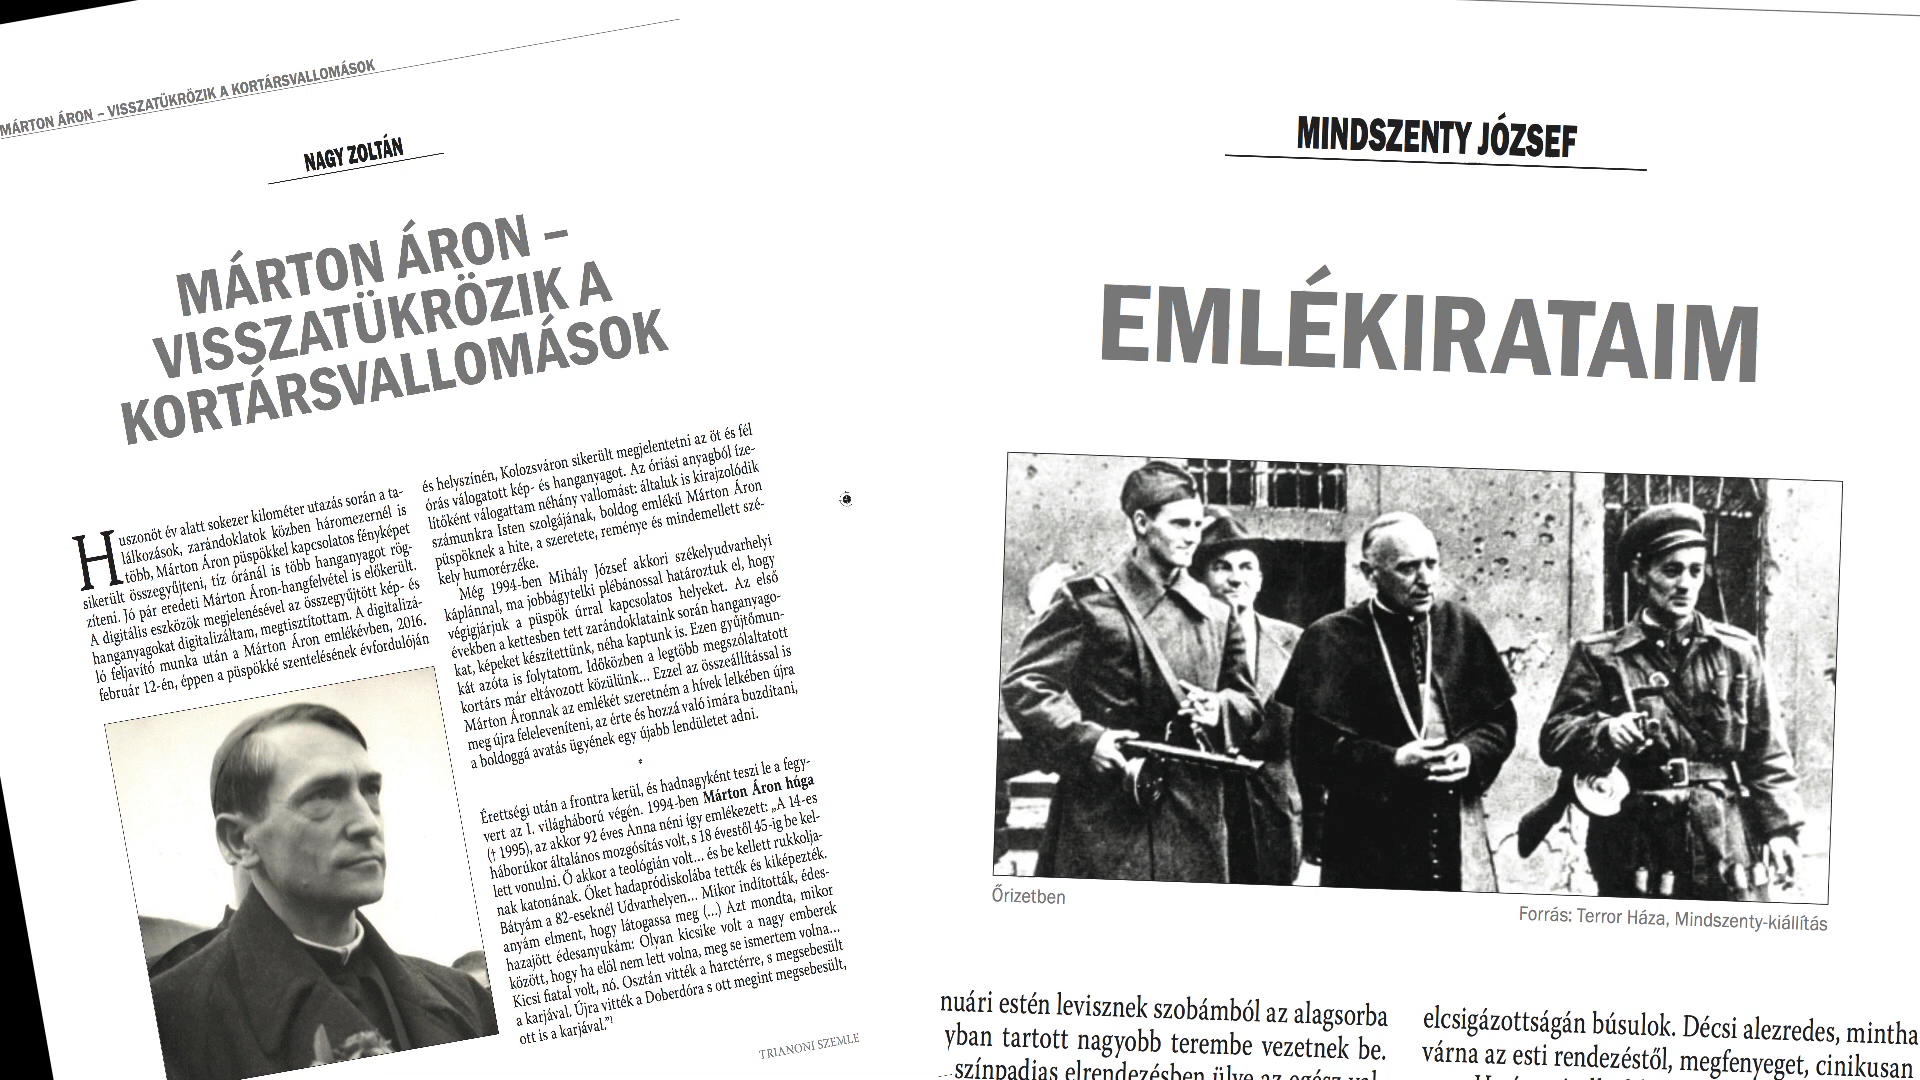 MÁRTON ÁRON – VISSZATÜKRÖZIK A KORTÁRSVALLOMÁSOK
NAGY ZOLTÁN
MÁRTON ÁRON –
VISSZATÜKRÖZIK A
KORTÁRSVALLOMÁSOK
Huszonöt év alatt sokezer kilométer utazás során a ta-
lálkozások, zarándoklatok közben háromezernél is
több, Márton Áron püspökkel kapcsolatos fényképet
sikerült összegyűjteni, tíz óránál is több hanganyagot rög-
zíteni. Jó pár eredeti Márton Áron-hangfelvétel is előkerült.
A digitális eszközök megjelenésével az összegyűjtött kép- és
hanganyagokat digitalizáltam, megtisztítottam. A digitalizá-
ló feljavító munka után a Márton Áron emlékévben, 2016.
február 12-én, éppen a püspökké szentelésének évfordulóján
és helyszínén, Kolozsváron sikerült megjelentetni az öt és fél
órás válogatott kép- és hanganyagot. Az óriási anyagból íze-
lítőként válogattam néhány vallomást: általuk is kirajzolódik
számunkra Isten szolgájának, boldog emlékű Márton Áron
püspöknek a hite, a szeretete, reménye és mindemellett szé-
kely humorérzéke.
Még 1994-ben Mihály József akkori székelyudvarhelyi
káplánnal, ma jobbágytelki plébánossal határoztuk el, hogy
végigjárjuk a püspök úrral kapcsolatos helyeket. Az első
években a kettesben tett zarándoklataink során hanganyago-
kat, képeket készítettünk, néha kaptunk is. Ezen gyűjtőmun-
kát azóta is folytatom. Időközben a legtöbb megszólaltatott
kortárs már eltávozott közülünk... Ezzel az összeállítással is
Márton Áronnak az emlékét szeretném a hívek lelkében újra
meg újra feleleveníteni, az érte és hozzá való imára buzdítani,
a boldoggá avatás ügyének egy újabb lendületet adni.
*
Érettségi után a frontra kerül, és hadnagyként teszi le a fegy-
vert az I. világháború végén. 1994-ben Márton Áron húga
(† 1995), az akkor 92 éves Anna néni így emlékezett: „A 14-es
háborúkor általános mozgósítás volt, s 18 évestől 45-ig be kel-
lett vonulni. Ő akkor a teológián volt... és be kellett rukkolja-
nak katonának. Őket hadapródiskolába tették és kiképezték.
Bátyám a 82-eseknél Udvarhelyen... Mikor indították, édes-
anyám elment, hogy látogassa meg (...) Azt mondta, mikor
hazajött édesanyukám: Olyan kicsike volt a nagy emberek
között, hogy ha elöl nem lett volna, meg se ismertem volna...
Kicsi fiatal volt, nó. Osztán vitték a harctérre, s megsebesült
a karjával. Újra vitték a Doberdóra s ott megint megsebesült,
ott is a karjával.”¹
TRIANONI SZEMLE
MINDSZENTY JÓZSEF
EMLÉKIRATAIM
Őrizetben
Forrás: Terror Háza, Mindszenty-kiállítás
nuári estén levisznek szobámból az alagsorba
yban tartott nagyobb terembe vezetnek be.
színpadias elrendezésben ülve az egész
elcsigázottságán búsulok. Décsi alezredes, mintha
várna az esti rendezéstől, megfenyeget, cinikusan